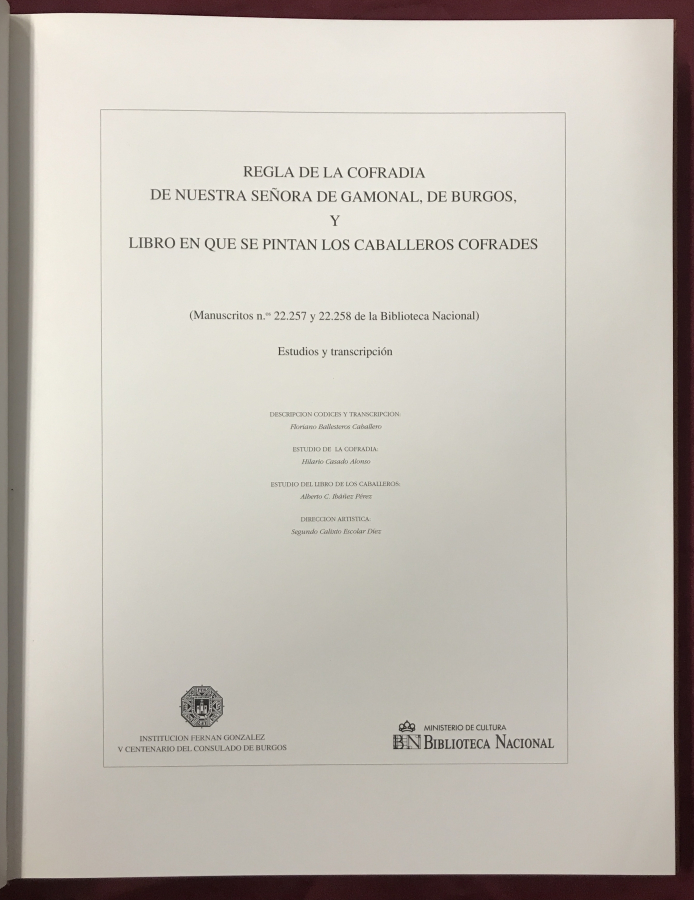 REGLA DE LA COFRADIA
DE NUESTRA SEÑORA DE GAMONAL, DE BURGOS,
Y
LIBRO EN QUE SE PINTAN LOS CABALLEROS COFRADES
(Manuscritos n.os 22.257 y 22.258 de la Biblioteca Nacional)
Estudios y transcripción
DESCRIPCION CODICES Y TRANSCRIPCION:
Floriano Ballesteros Caballero
ESTUDIO DE LA COFRADIA:
Hilario Casado Alonso
ESTUDIO DEL LIBRO DE LOS CABALLEROS:
Alberto C. Ibáñez Pérez
DIRECCION ARTISTICA:
Segundo Calixto Escolar Díez
INSTITUCION FERNAN GONZALEZ
V CENTENARIO DEL CONSULADO DE BURGOS
MINISTERIO DE CULTURA
BN BIBLIOTECA NACIONAL